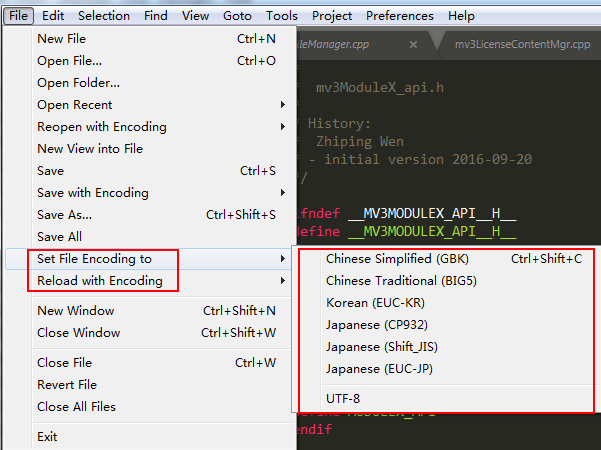 File Edit Selection Find View Goto Tools Project Preferences Help
New File Ctrl+N
Open File... Ctrl+O
Open Folder...
Open Recent
Reopen with Encoding
New View into File
Save Ctrl+S
Save with Encoding
Save As... Ctrl+Shift+S
Save All
Set File Encoding to
Reload with Encoding
New Window Ctrl+Shift+N
Close Window Ctrl+Shift+W
Close File Ctrl+W
Revert File
Close All Files
Exit
ileManager.cpp × mv3LicenseContentMgr.cpp
*
* mv3ModuleX_api.h
*
* History:
* Zhiping Wen
* - initial version 2016-09-20
*/
ifndef __MV3MODULEX_API__H__
define __MV3MODULEX_API__H__
Chinese Simplified (GBK) Ctrl+Shift+C
Chinese Traditional (BIG5)
Korean (EUC-KR)
Japanese (CP932)
Japanese (Shift_JIS)
Japanese (EUC-JP)
UTF-8
endif